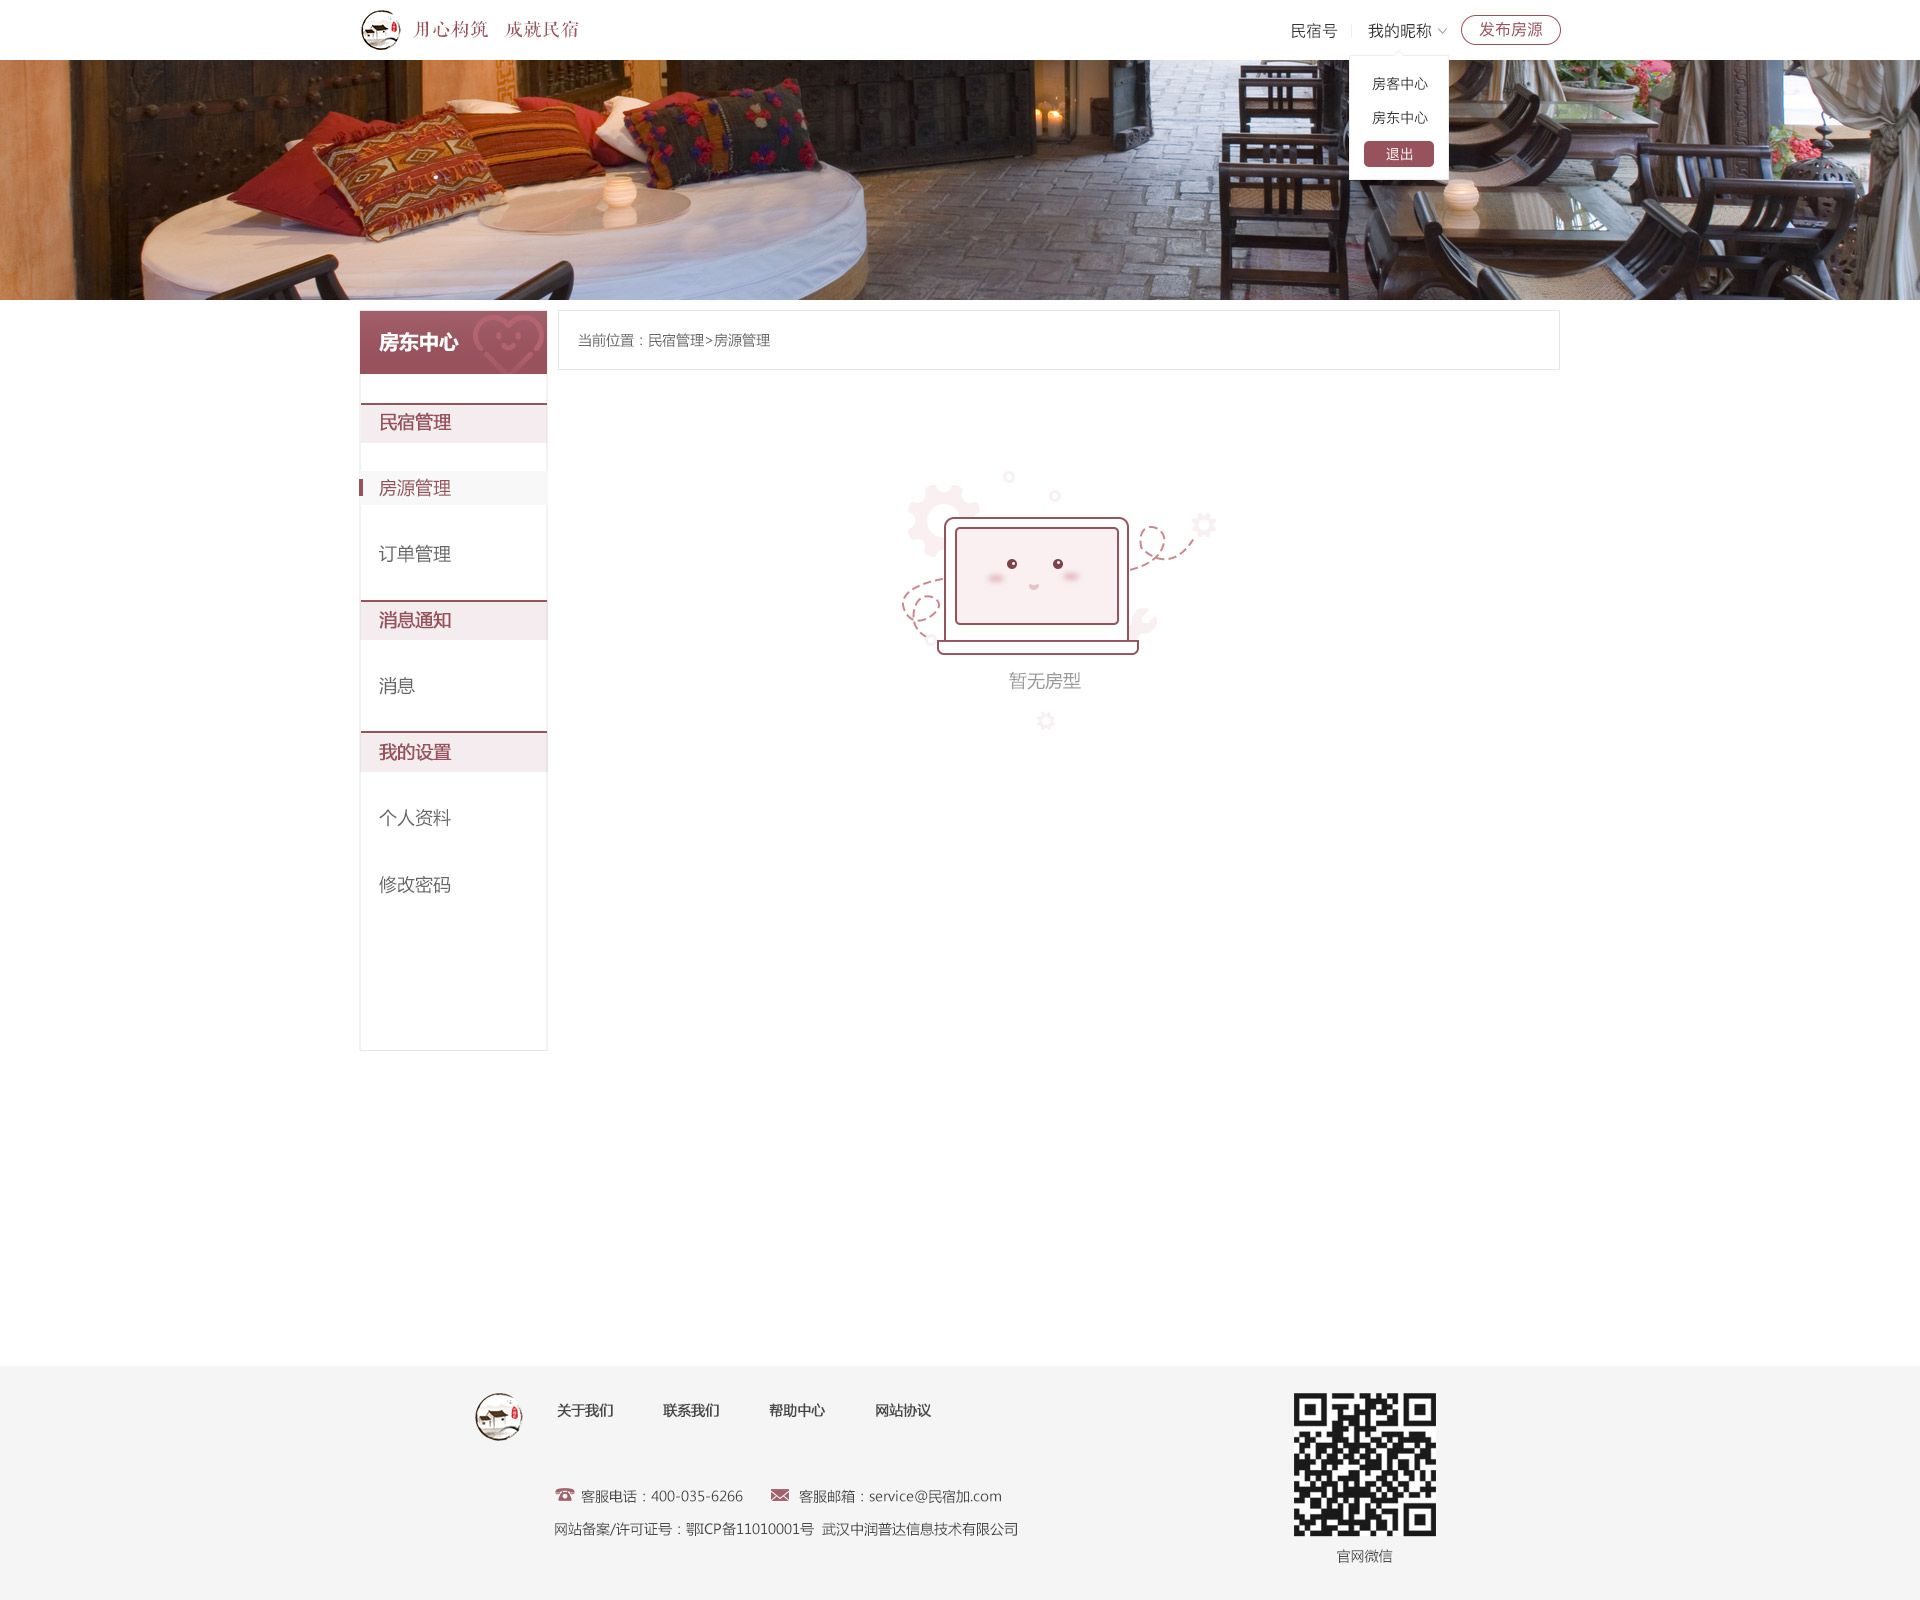 用心构筑 成就民宿
民宿号
我的昵称
发布房源
房客中心
房东中心
退出
房东中心
民宿管理
房源管理
订单管理
消息通知
消息
我的设置
个人资料
修改密码
当前位置：民宿管理>房源管理
暂无房型
关于我们 联系我们 帮助中心 网站协议
客服电话：400-035-6266 客服邮箱：service@民宿加.com
网站备案/许可证号：鄂ICP备11010001号 武汉中润普达信息技术有限公司
官网微信